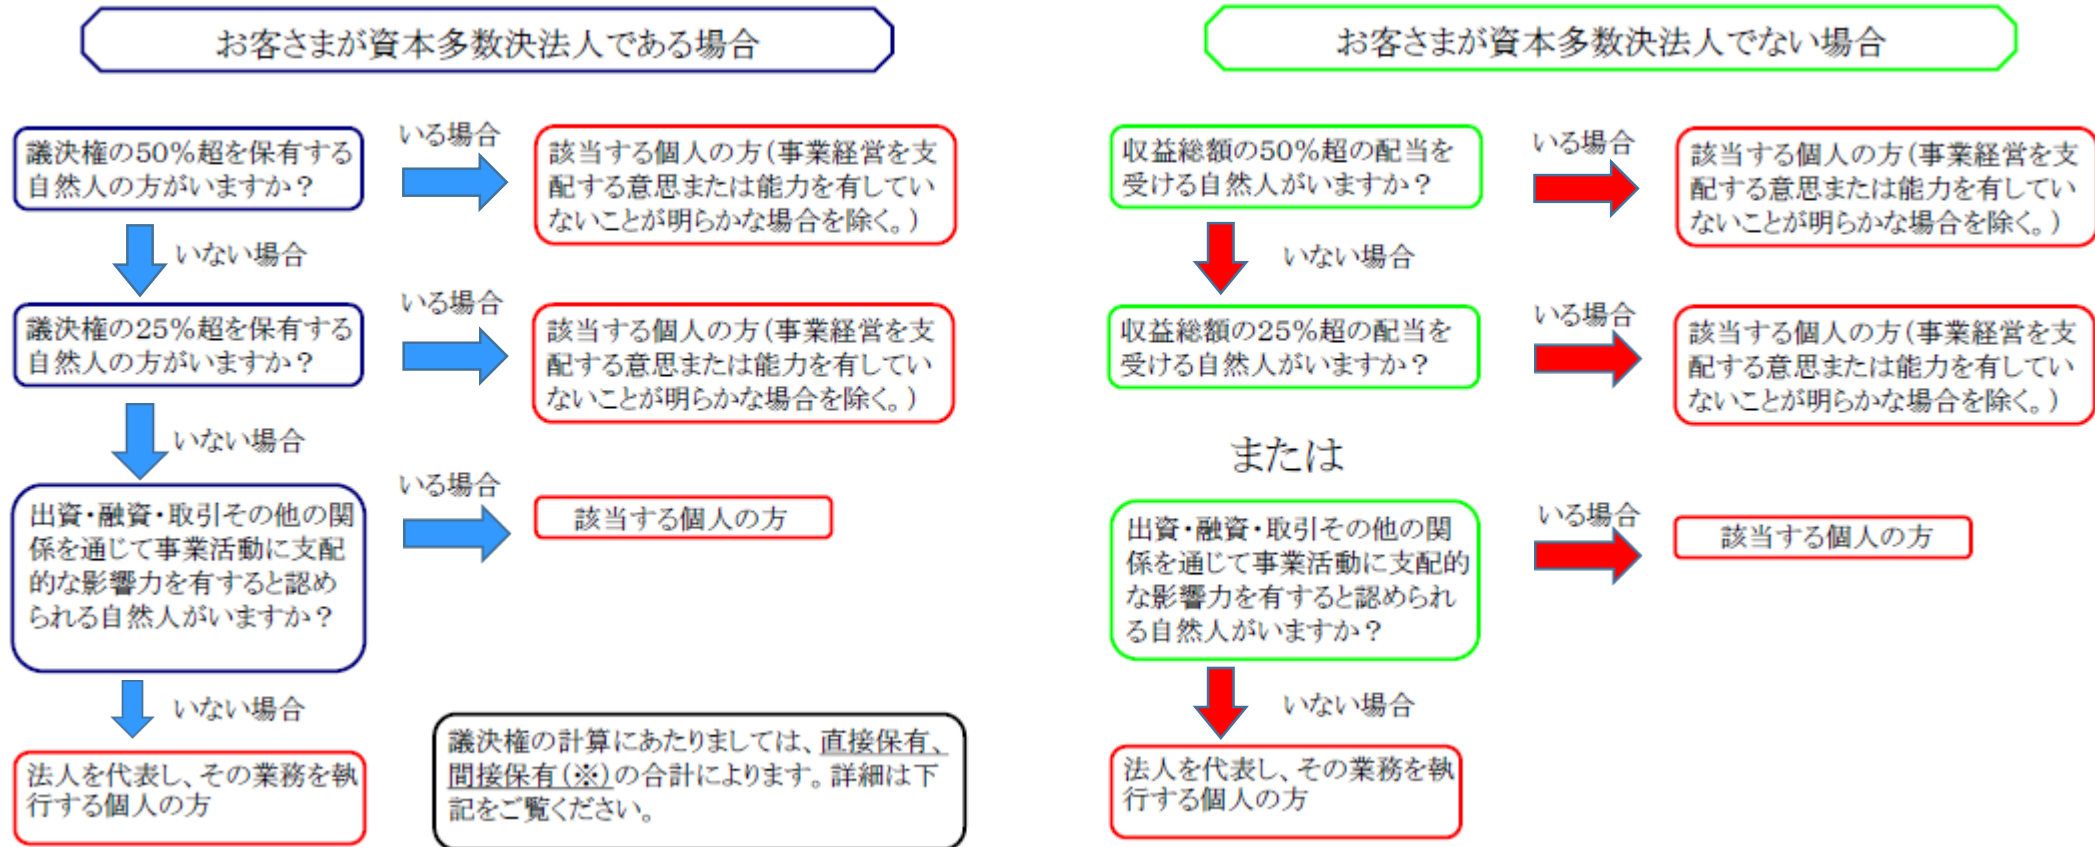 お客さまが資本多数決法人である場合
議決権の50％超を保有する
自然人の方がいますか？
いる場合
該当する個人の方（事業経営を支
配する意思または能力を有してい
ないことが明らかな場合を除く。）
いない場合
議決権の25％超を保有する
自然人の方がいますか？
いる場合
該当する個人の方（事業経営を支
配する意思または能力を有してい
ないことが明らかな場合を除く。）
いない場合
出資・融資・取引その他の関
係を通じて事業活動に支配
的な影響力を有すると認め
られる自然人がいますか？
いる場合
該当する個人の方
いない場合
法人を代表し、その業務を執
行する個人の方
議決権の計算にあたりましては、直接保有、
間接保有（※）の合計によります。詳細は下
記をご覧ください。
お客さまが資本多数決法人でない場合
収益総額の50％超の配当を
受ける自然人がいますか？
いる場合
該当する個人の方（事業経営を支
配する意思または能力を有してい
ないことが明らかな場合を除く。）
いない場合
収益総額の25％超の配当を
受ける自然人がいますか？
いる場合
該当する個人の方（事業経営を支
配する意思または能力を有してい
ないことが明らかな場合を除く。）
または
出資・融資・取引その他の関
係を通じて事業活動に支配的
な影響力を有すると認められ
る自然人がいますか？
いる場合
該当する個人の方
いない場合
法人を代表し、その業務を執
行する個人の方